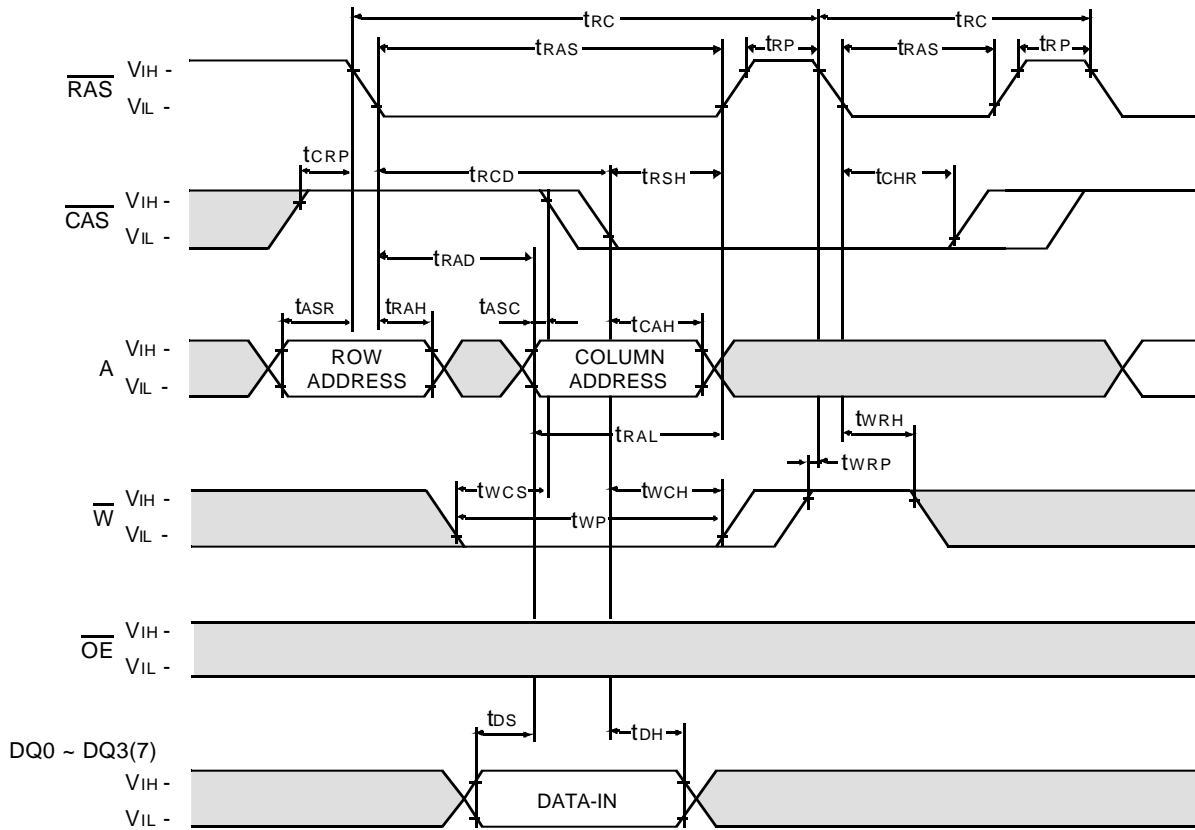 tRC tRC
tRAS tRP tRAS tRP
RAS VIH -
VIL -
tCRP tRCD tRSH tCHR
CAS VIH -
VIL -
tRAD
tASR tRAH tASC tCAH
A VIH -
VIL -
ROW
ADDRESS
COLUMN
ADDRESS
tRAL tWRH
tWRP
tWCS tWCH
W VIH -
VIL -
tWP
OE VIH -
VIL -
tDS tDH
DQ0 ~ DQ3(7)
VIH -
VIL -
DATA-IN